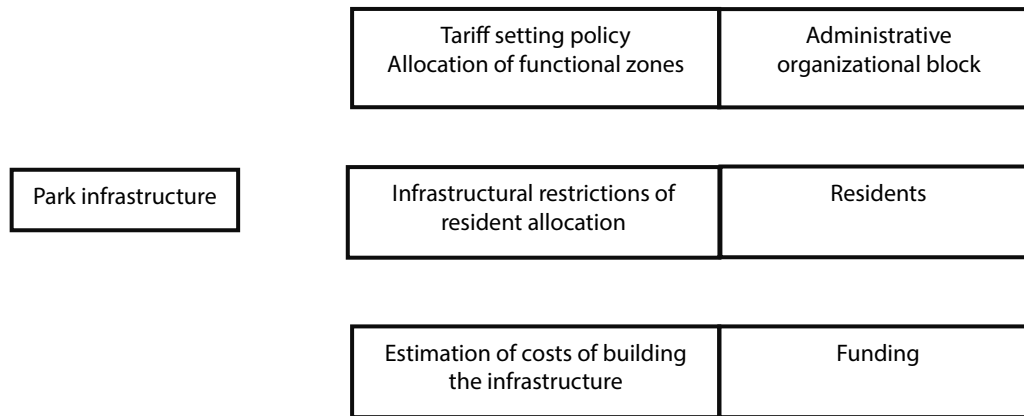 Tariff setting policy
Allocation of functional zones
Administrative
organizational block
Park infrastructure
Infrastructural restrictions of
resident allocation
Residents
Estimation of costs of building
the infrastructure
Funding